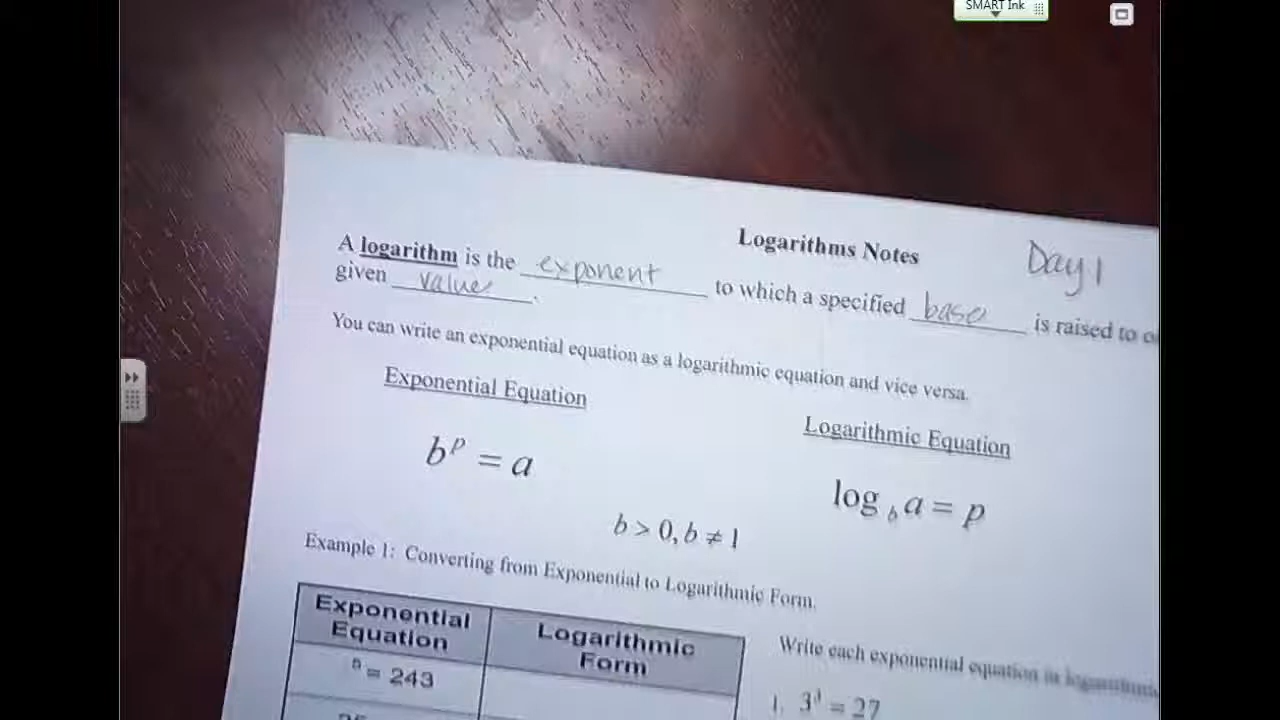 SMART Ink
Logarithms Notes
Day 1
A logarithm is the exponent to which a specified base is raised to
given value.
You can write an exponential equation as a logarithmic equation and vice versa.
Exponential Equation
Logarithmic Equation
b^p = a
log_b a = p
b > 0, b ≠ 1
Example 1: Converting from Exponential to Logarithmic Form.
Exponential
Equation
Logarithmic
Form
= 243
Write each exponential equation in
1. 3³ = 27